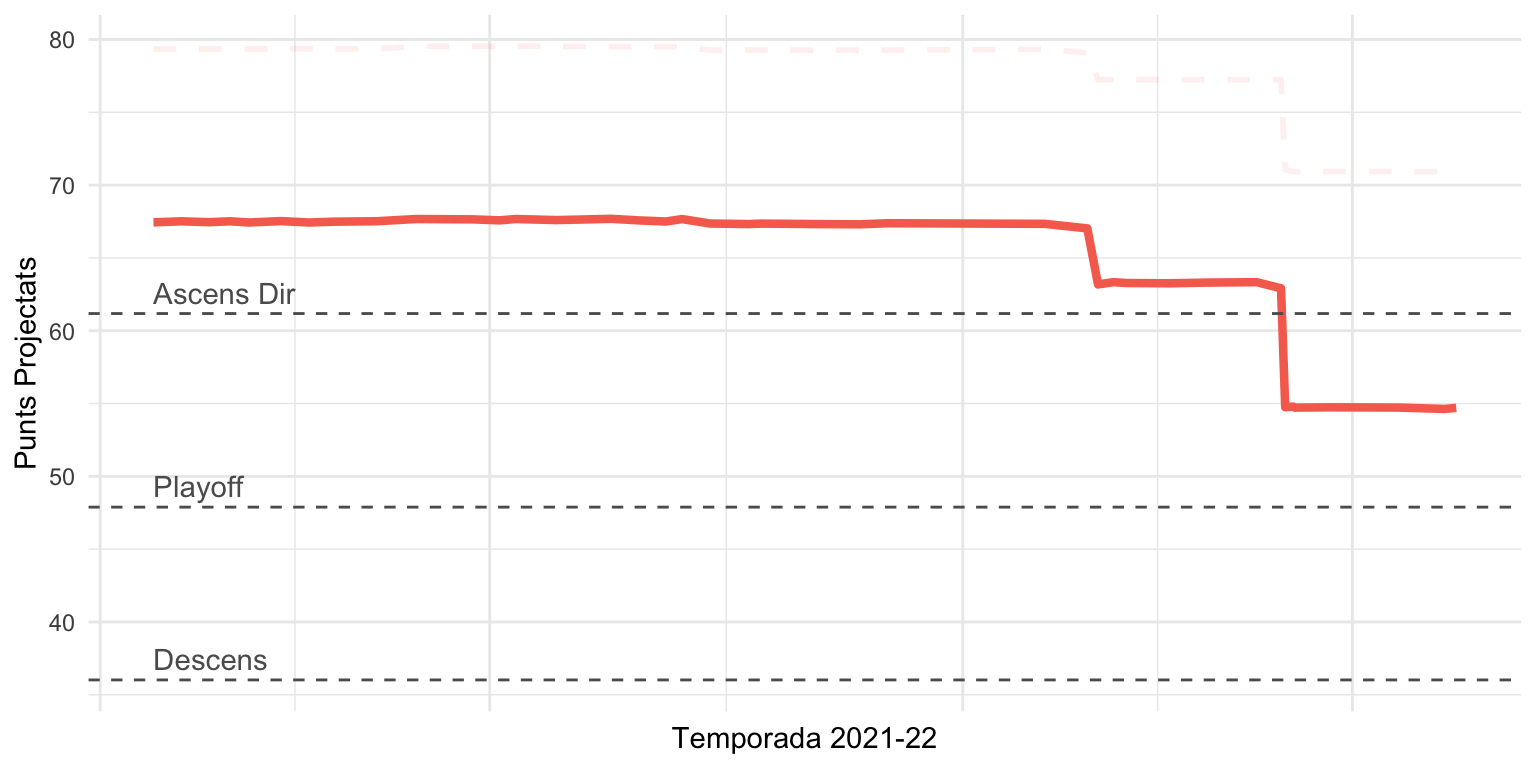 80
70
60
50
40
Punts Projectats
Ascens Dir
Playoff
Descens
Temporada 2021-22